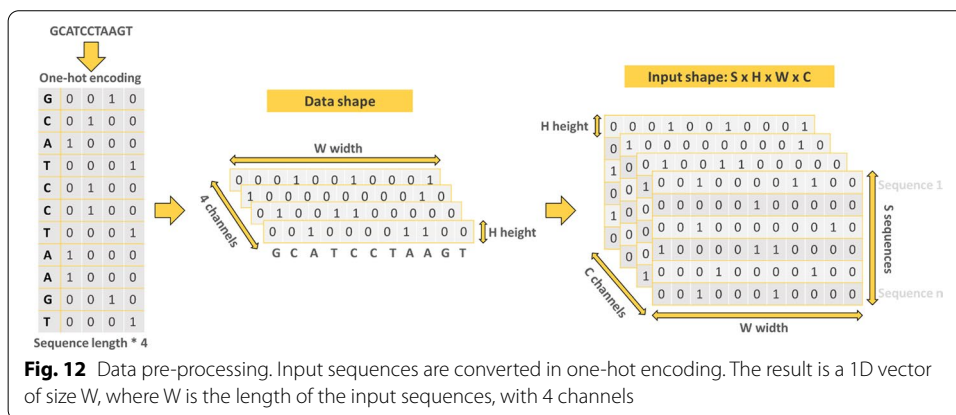 GCATCCTAAGT
One-hot encoding
G 0 0 1 0
C 0 1 0 0
A 1 0 0 0
T 0 0 0 1
C 0 1 0 0
C 0 1 0 0
T 0 0 0 1
A 1 0 0 0
A 1 0 0 0
G 0 0 1 0
T 0 0 0 1
Sequence length * 4
Data shape
W width
4 channels
0 0 0 1 0 0 1 0 0 0 1
1 0 0 0 0 0 0 0 0 1 0
0 1 0 0 1 1 0 0 0 0 0
0 0 1 0 0 0 0 1 1 0 0
H height
G C A T C C T A A G T
Input shape: S x H x W x C
H height
0 0 0 1 0 0 1 0 0 0 1
0 1 0 0 0 0 0 0 0 0 1 0
1 0 0 1 0 0 1 1 0 0 0 0 0
0 0 1 0 0 1 0 0 0 0 1 1 0 0
Sequence 1
0 0 0 0 0 1 0 0 0 0 0
0 0 1 0 0 0 0 0 0 1 0
1 0 0 0 0 1 1 0 0 0 0
0 0 0 1 0 0 0 0 1 0 0
0 0 1 0 0 0 1 0 0 0 0
Sequence n
S sequences
C channels
W width
Fig. 12 Data pre-processing. Input sequences are converted in one-hot encoding. The result is a 1D vector
of size W, where W is the length of the input sequences, with 4 channels